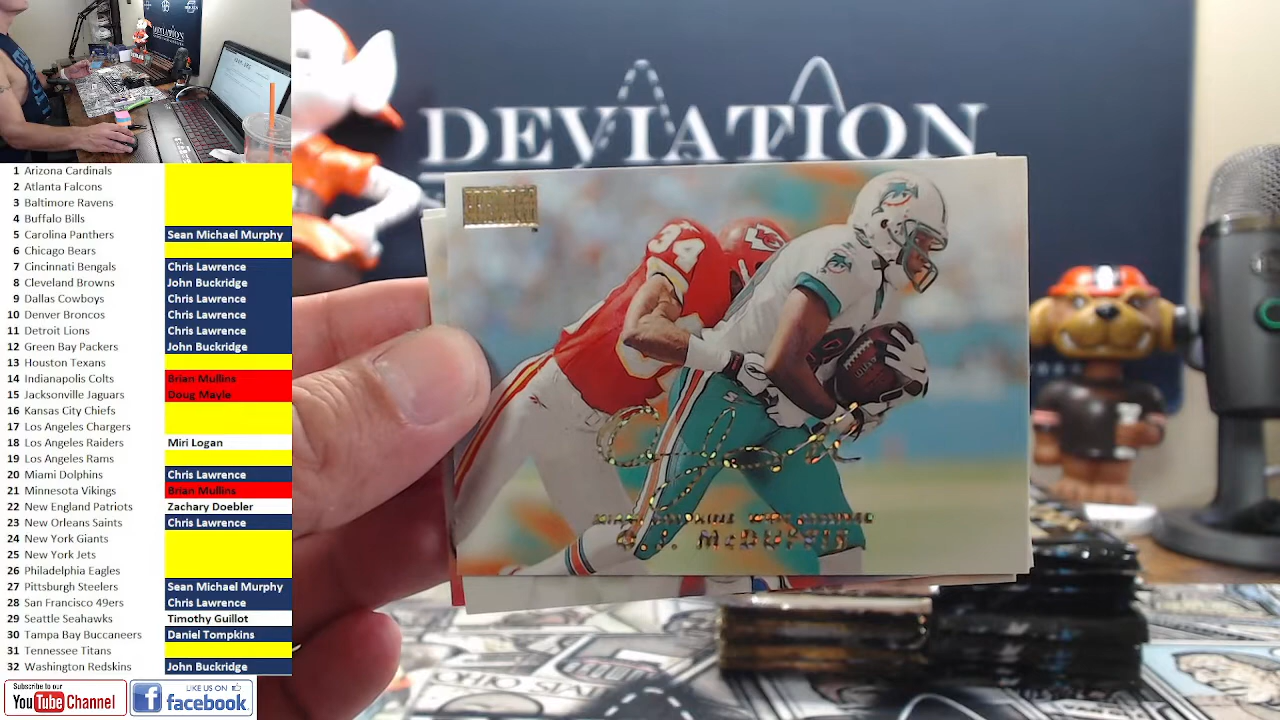 DEVIATION
34
1 Arizona Cardinals
2 Atlanta Falcons
3 Baltimore Ravens
4 Buffalo Bills
5 Carolina Panthers Sean Michael Murphy
6 Chicago Bears
7 Cincinnati Bengals Chris Lawrence
8 Cleveland Browns John Buckridge
9 Dallas Cowboys Chris Lawrence
10 Denver Broncos Chris Lawrence
11 Detroit Lions Chris Lawrence
12 Green Bay Packers John Buckridge
13 Houston Texans
14 Indianapolis Colts Brian Mullins
15 Jacksonville Jaguars Doug Mayle
16 Kansas City Chiefs
17 Los Angeles Chargers
18 Los Angeles Raiders Miri Logan
19 Los Angeles Rams
20 Miami Dolphins Chris Lawrence
21 Minnesota Vikings Brian Mullins
22 New England Patriots Zachary Doebler
23 New Orleans Saints Chris Lawrence
24 New York Giants
25 New York Jets
26 Philadelphia Eagles
27 Pittsburgh Steelers Sean Michael Murphy
28 San Francisco 49ers Chris Lawrence
29 Seattle Seahawks Timothy Guillot
30 Tampa Bay Buccaneers Daniel Tompkins
31 Tennessee Titans
32 Washington Redskins John Buckridge
O.J. McDuffie
Subscribe to our
YouTube Channel
LIKE US ON
facebook.